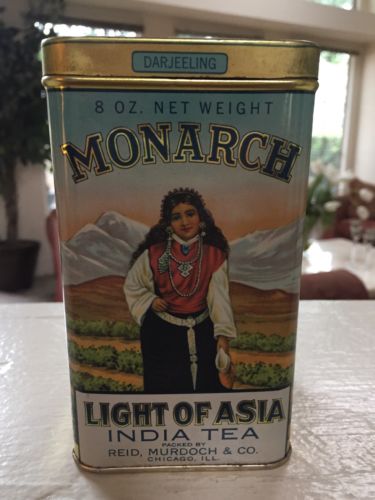 DARJEELING
8 OZ. NET WEIGHT
MONARCH
LIGHT OF ASIA
INDIA TEA
PACKED BY
REID, MURDOCH & CO.
CHICAGO, ILL.